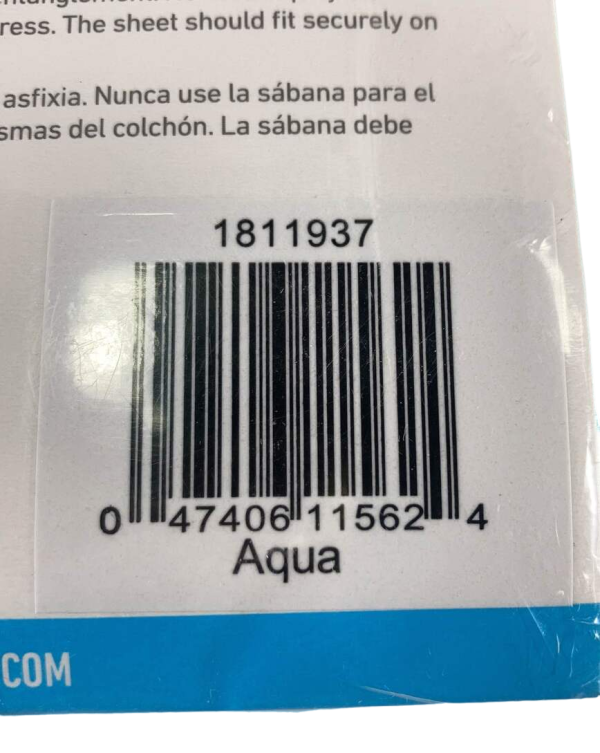 ress. The sheet should fit securely on
asfixia. Nunca use la sábana para el
smas del colchón. La sábana debe
1811937
0 47406 11562 4
Aqua
.COM